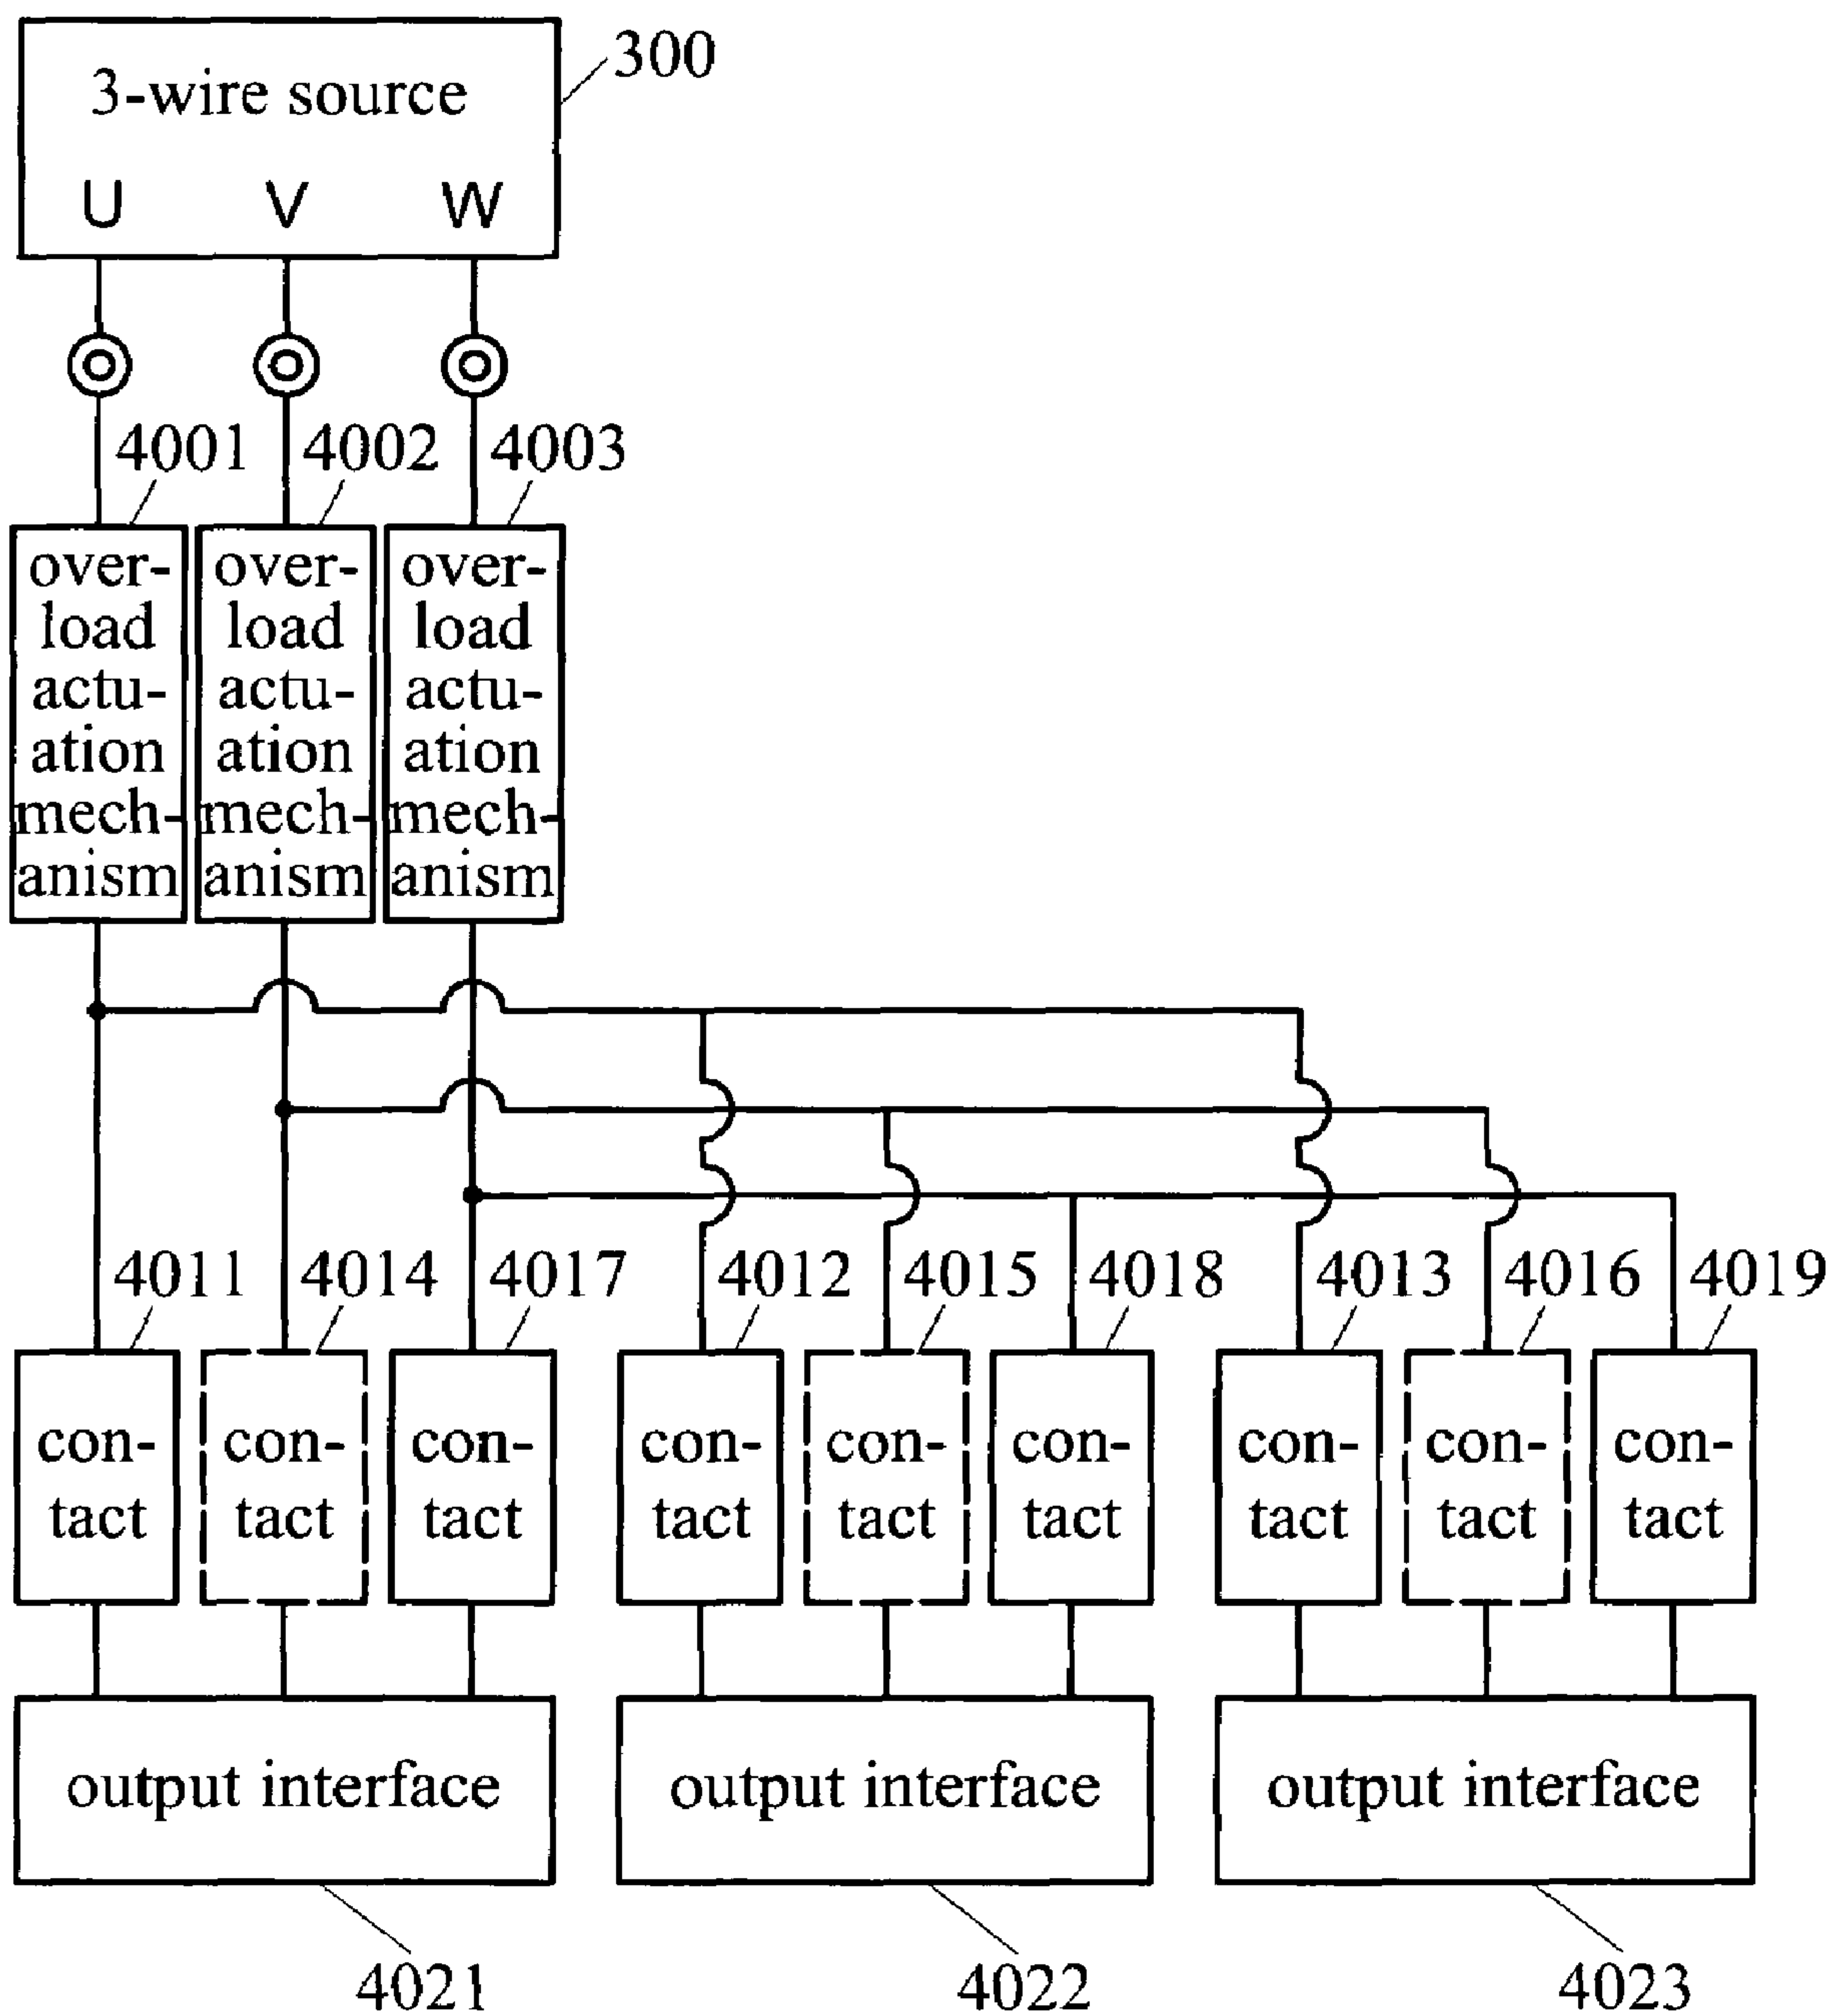 300
3-wire source
U V W
4001 4002 4003
over-
load
actu-
ation
mech-
anism
over-
load
actu-
ation
mech-
anism
over-
load
actu-
ation
mech-
anism
4011 4014 4017 4012 4015 4018 4013 4016 4019
con-
tact
con-
tact
con-
tact
con-
tact
con-
tact
con-
tact
con-
tact
con-
tact
con-
tact
output interface
output interface
output interface
4021 4022 4023